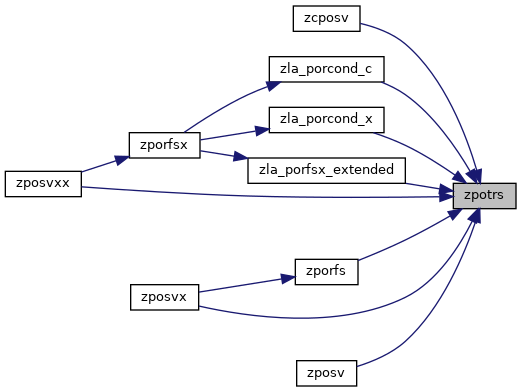 zcposv
zla_porcond_c
zla_porcond_x
zporfsx
zla_porfsx_extended
zposvxx
zpotrs
zporfs
zposvx
zposv